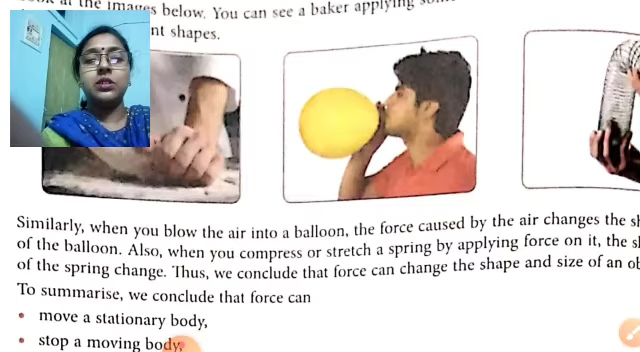 at the images below. You can see a baker applying
nt shapes.
Similarly, when you blow the air into a balloon, the force caused by the air changes the sh
of the balloon. Also, when you compress or stretch a spring by applying force on it, the s
of the spring change. Thus, we conclude that force can change the shape and size of an ob
To summarise, we conclude that force can
• move a stationary body,
• stop a moving body,